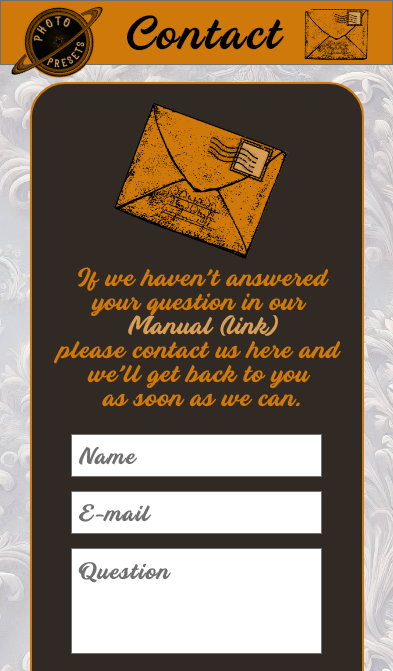 PHOTO
PRESETS
Contact
If we haven't answered
your question in our
Manual (link)
please contact us here and
we'll get back to you
as soon as we can.
Name
E-mail
Question